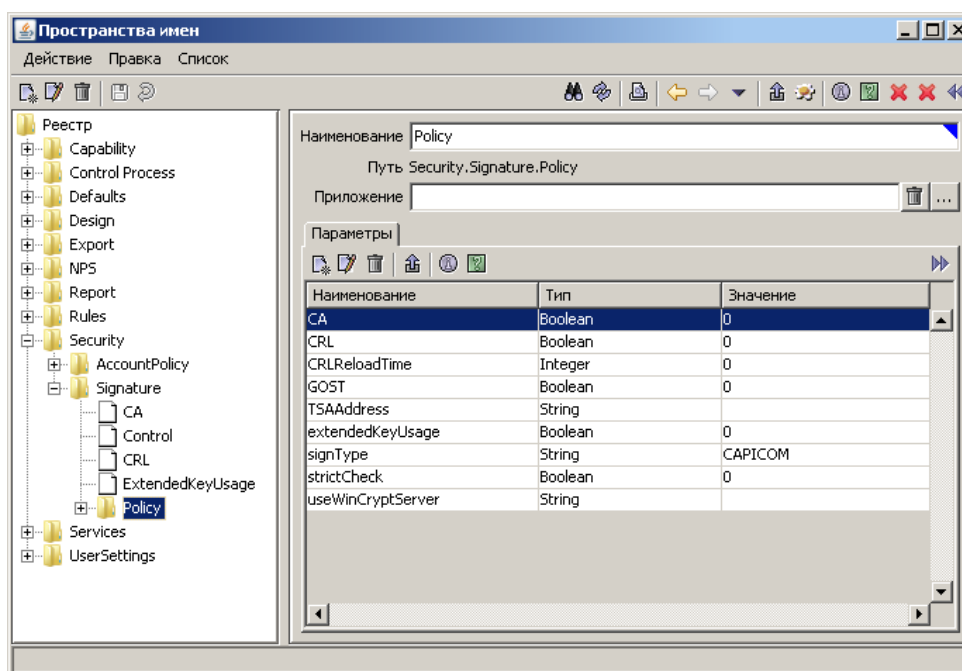 Пространства имен
Действие Правка Список
Реестр
Capability
Control Process
Defaults
Design
Export
NPS
Report
Rules
Security
AccountPolicy
Signature
CA
Control
CRL
ExtendedKeyUsage
Policy
Services
UserSettings
Наименование Policy
Путь Security.Signature.Policy
Приложение ...
Параметры
Наименование Тип Значение
CA Boolean 0
CRL Boolean 0
CRLReloadTime Integer 0
GOST Boolean 0
TSAAddress String
extendedKeyUsage Boolean 0
signType String CAPICOM
strictCheck Boolean 0
useWinCryptServer String